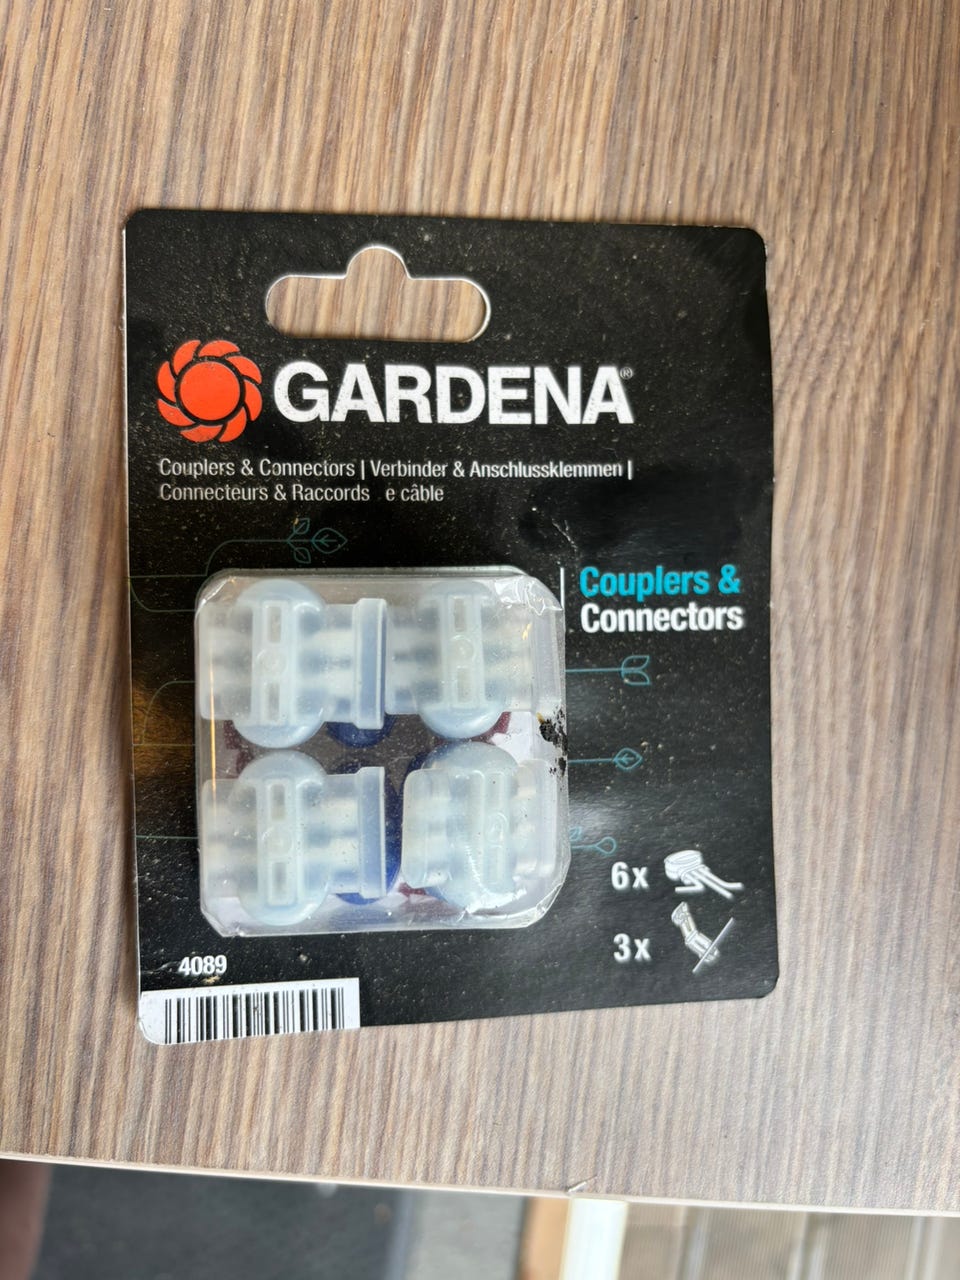 GARDENA®
Couplers & Connectors | Verbinder & Anschlussklemmen |
Connecteurs & Raccords e câble
Couplers &
Connectors
6x
3x
4089